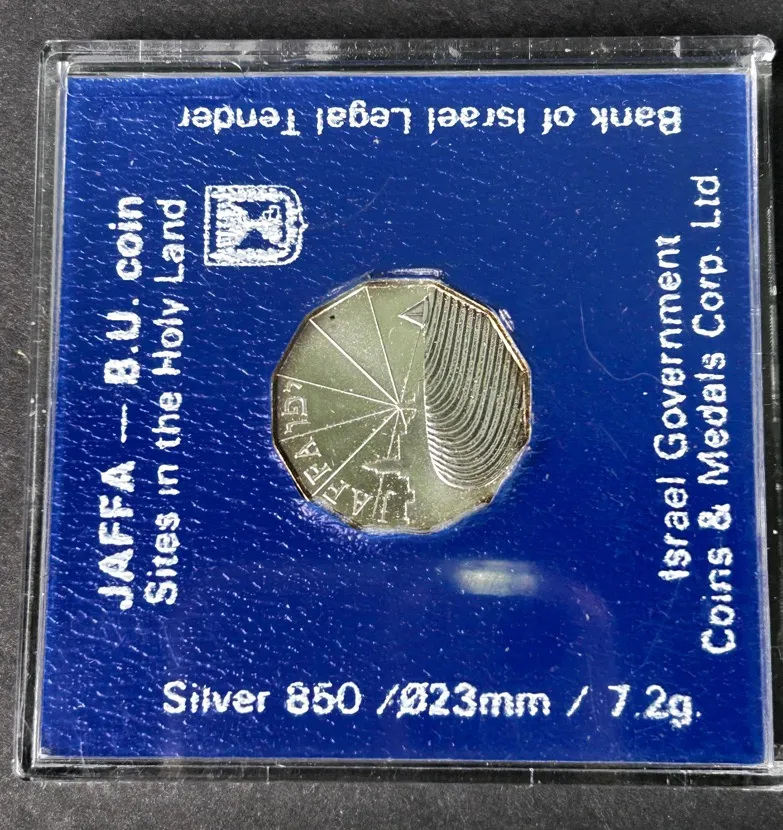 Bank of Israel Legal Tender
JAFFA — B.U. coin
Sites in the Holy Land
יפו
JAFFA
Israel Government
Coins & Medals Corp. Ltd
Silver 850 /Ø23mm / 7.2g.